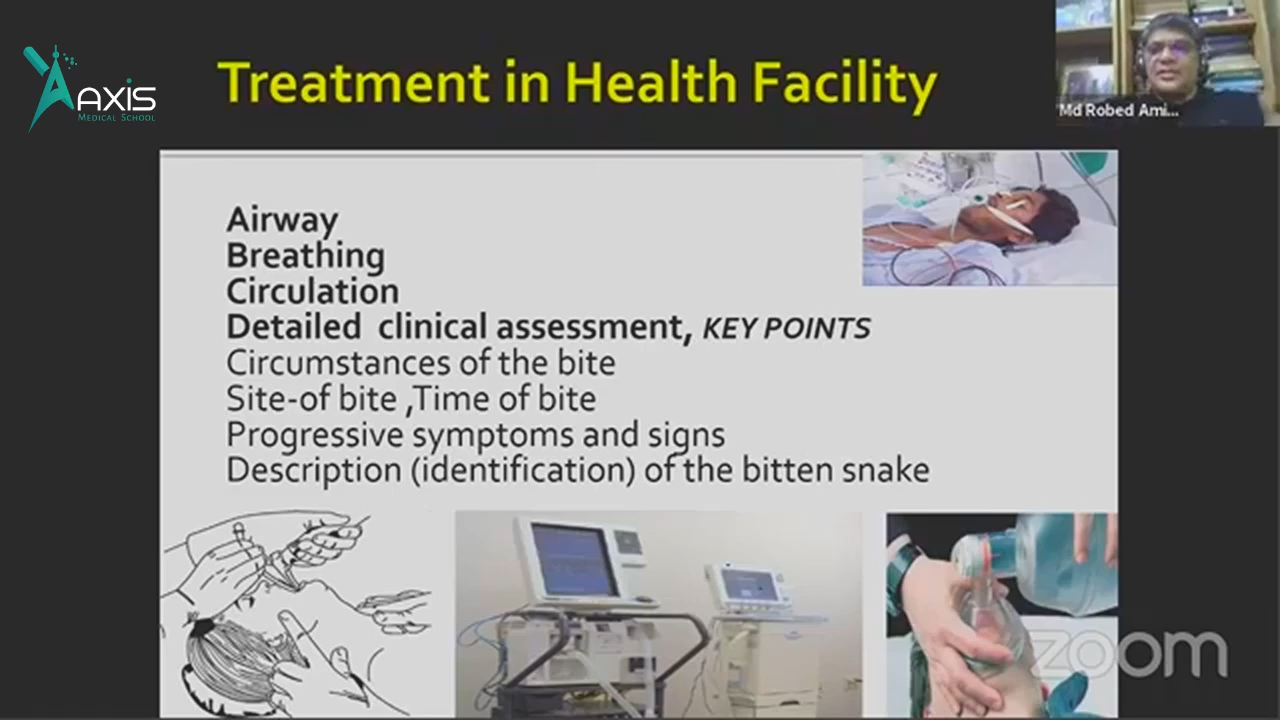 AXIS
MEDICAL SCHOOL
Treatment in Health Facility
Md Robed Ami...
Airway
Breathing
Circulation
Detailed clinical assessment, KEY POINTS
Circumstances of the bite
Site-of bite ,Time of bite
Progressive symptoms and signs
Description (identification) of the bitten snake
zoom